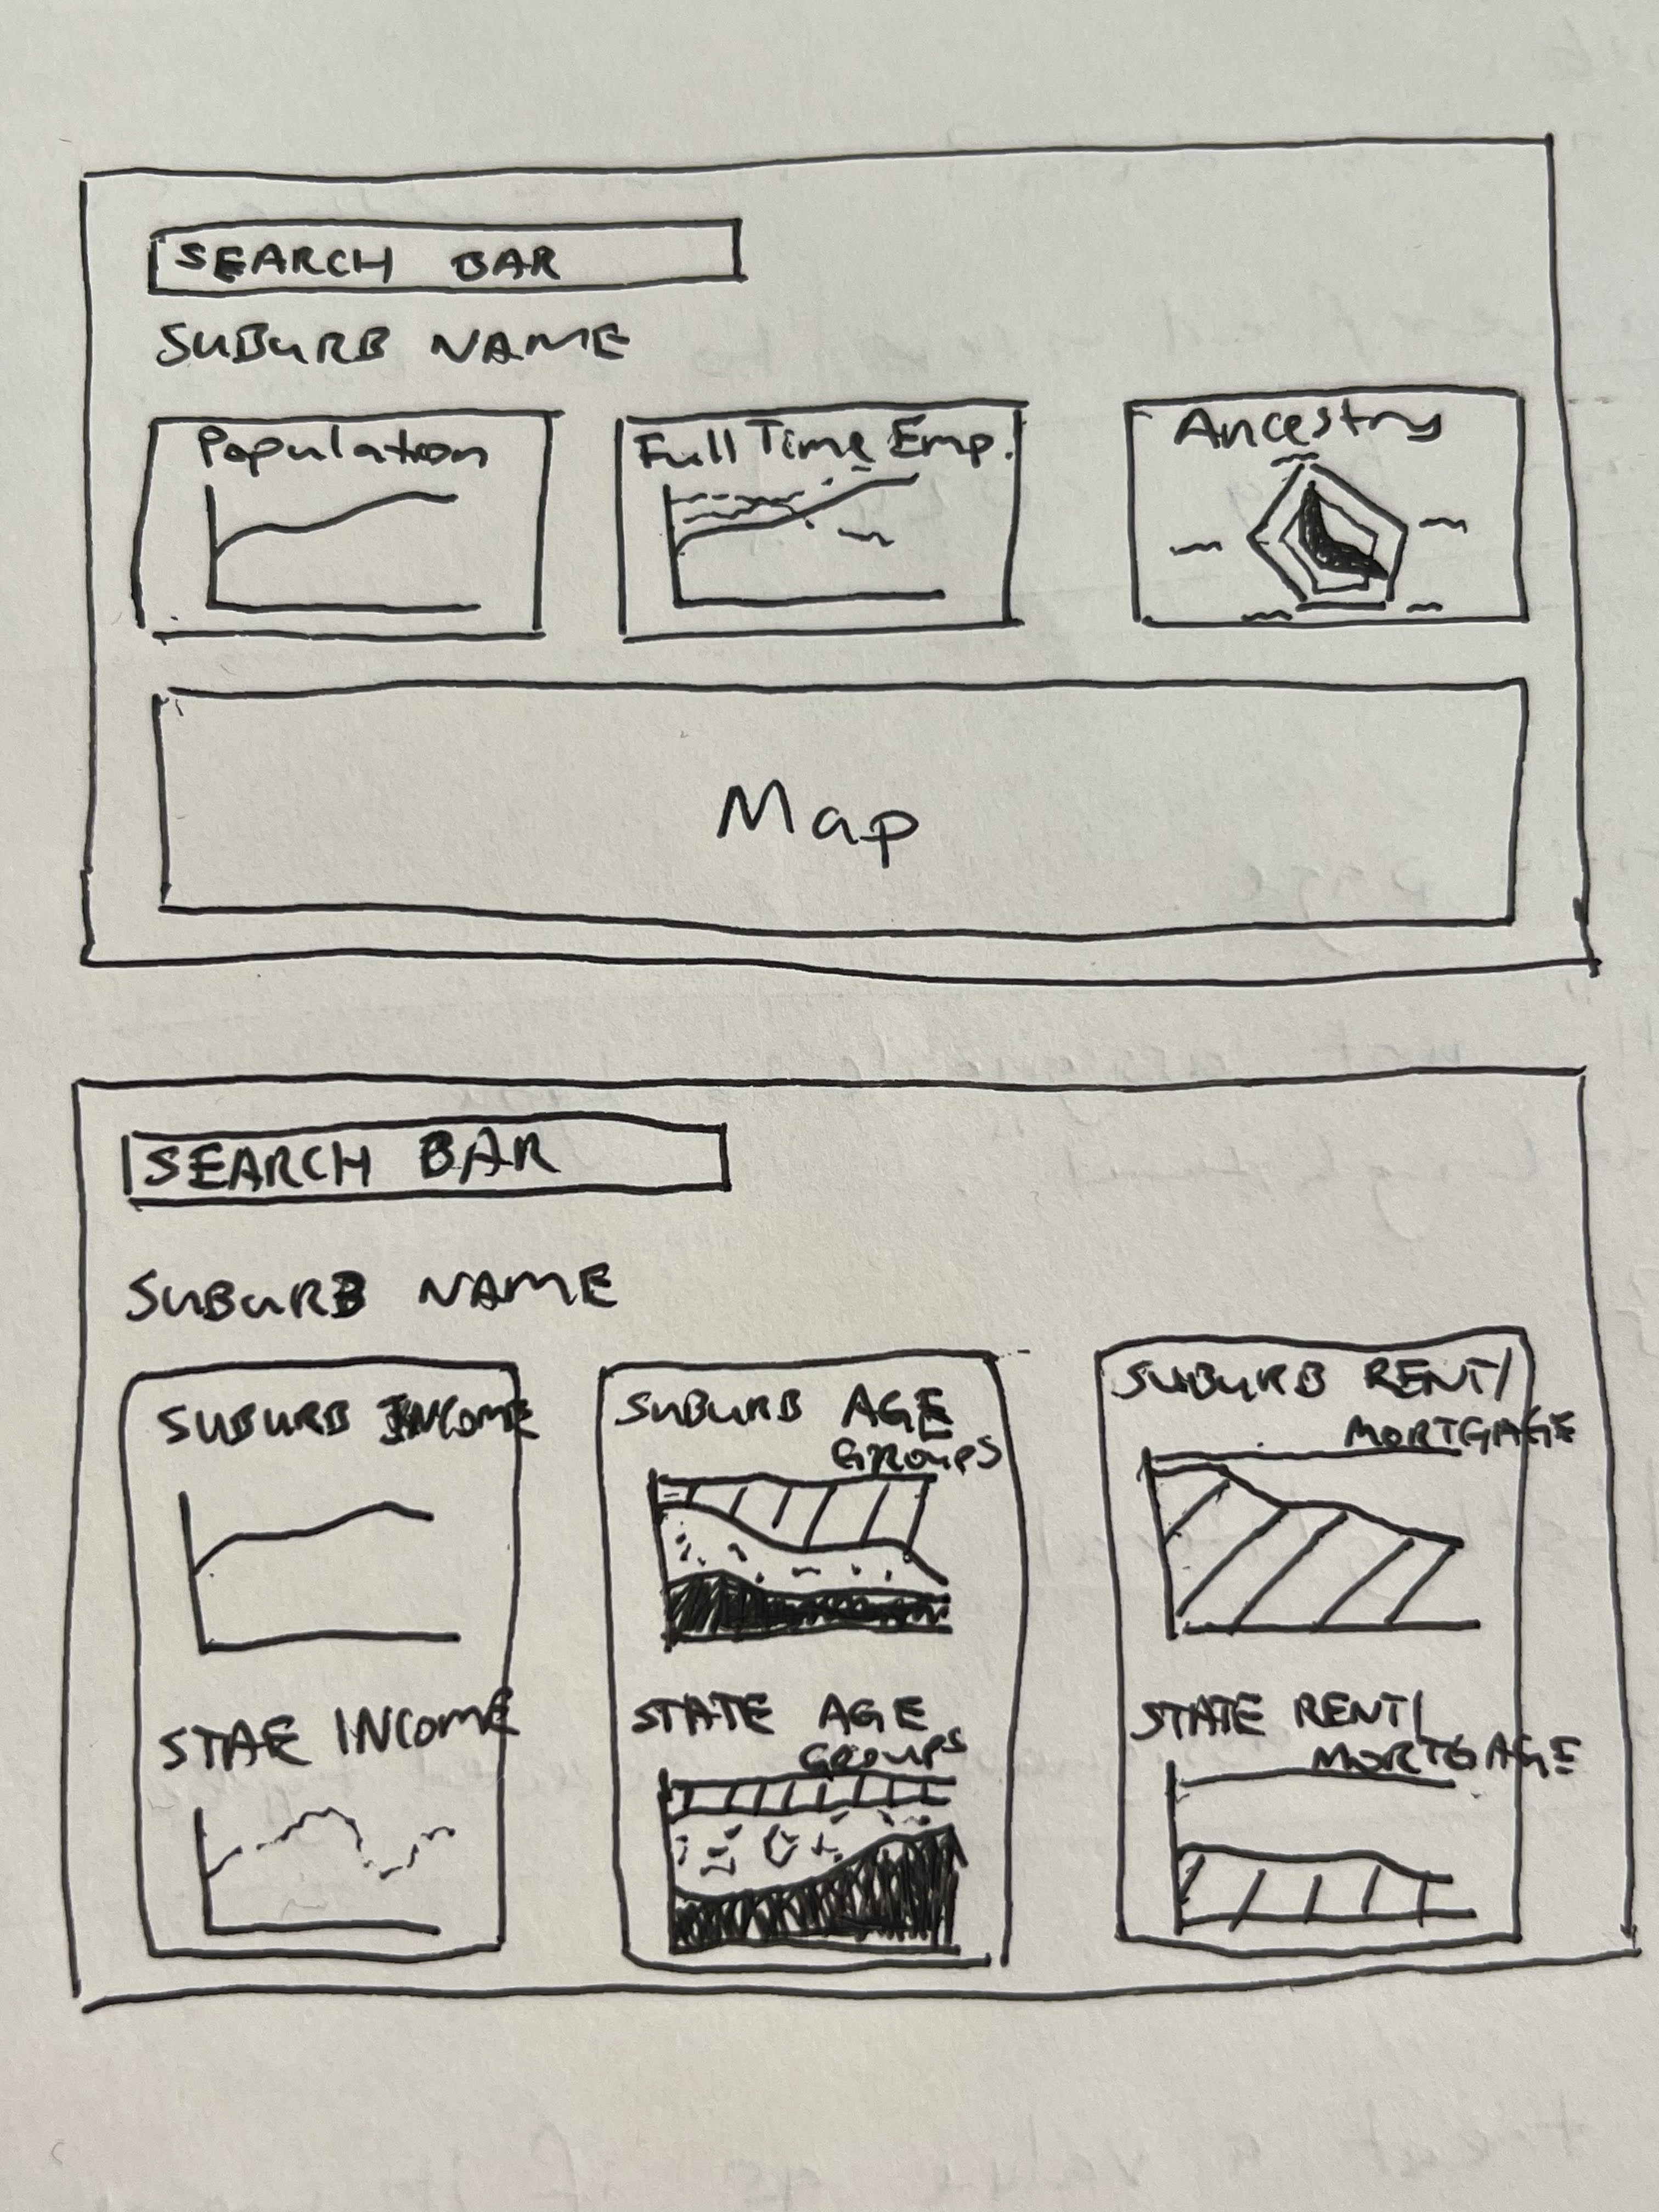 SEARCH BAR
SUBURB NAME
Population
Full Time Emp.
Ancestry
Map
SEARCH BAR
SUBURB NAME
SUBURB INCOME
STAE INCOME
SUBURB AGE
GROUPS
STATE AGE
GROUPS
SUBURB RENT/
MORTGAGE
STATE RENT/
MORTGAGE